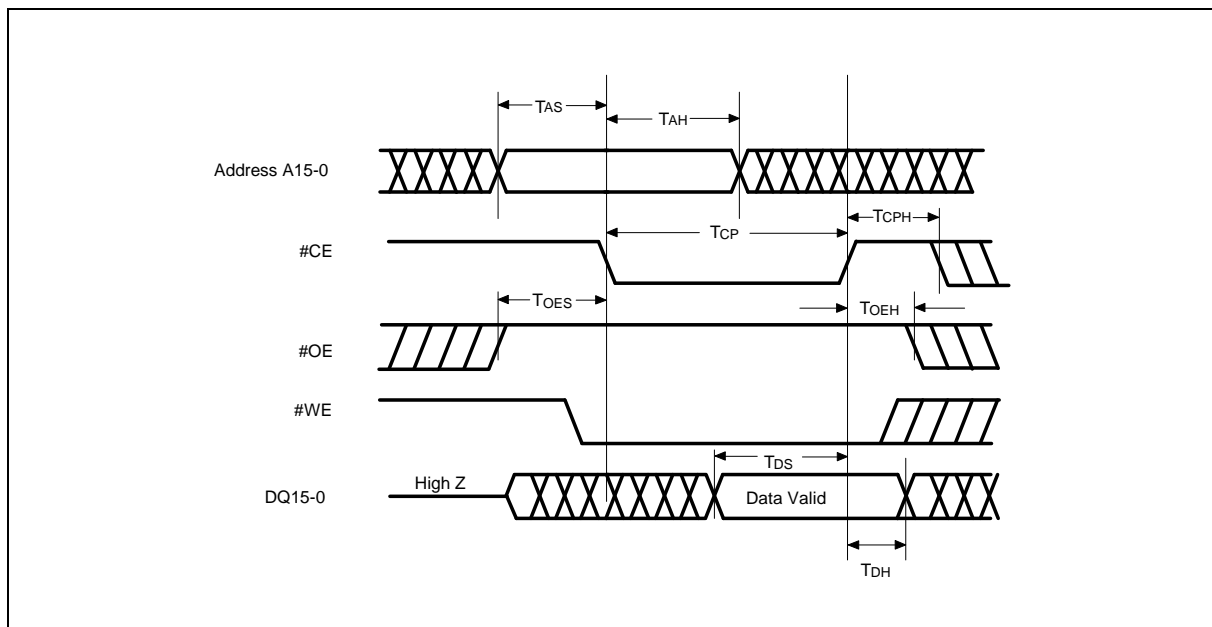 TAS
TAH
Address A15-0
TCPH
TCP
#CE
TOES
TOEH
#OE
#WE
TDS
High Z
Data Valid
DQ15-0
TDH